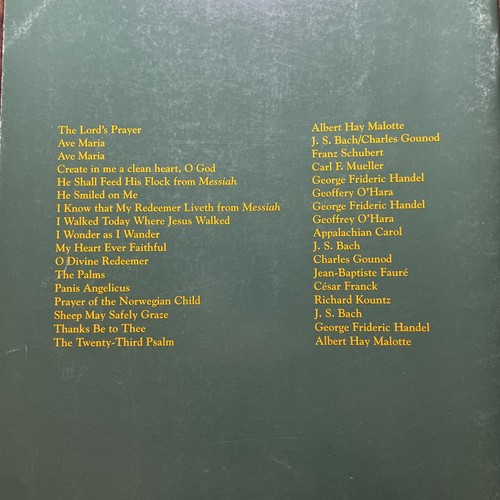 The Lord's Prayer Albert Hay Malotte
Ave Maria J. S. Bach/Charles Gounod
Ave Maria Franz Schubert
Create in me a clean heart, O God Carl F. Mueller
He Shall Feed His Flock from Messiah George Frideric Handel
He Smiled on Me Geoffery O'Hara
I Know that My Redeemer Liveth from Messiah George Frideric Handel
I Walked Today Where Jesus Walked Geoffrey O'Hara
I Wonder as I Wander Appalachian Carol
My Heart Ever Faithful J. S. Bach
O Divine Redeemer Charles Gounod
The Palms Jean-Baptiste Fauré
Panis Angelicus César Franck
Prayer of the Norwegian Child Richard Kountz
Sheep May Safely Graze J. S. Bach
Thanks Be to Thee George Frideric Handel
The Twenty-Third Psalm Albert Hay Malotte